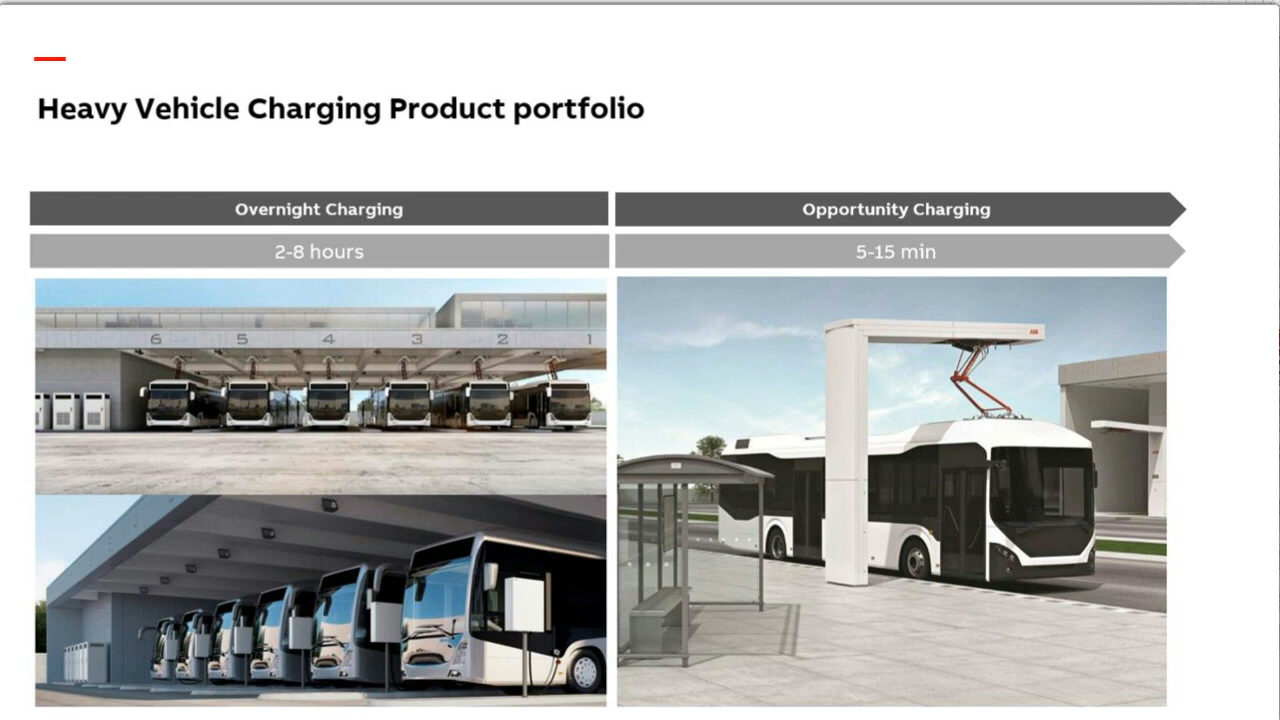 Heavy Vehicle Charging Product portfolio
Overnight Charging
Opportunity Charging
2-8 hours
5-15 min
6 5 4 3 2 1
ABB